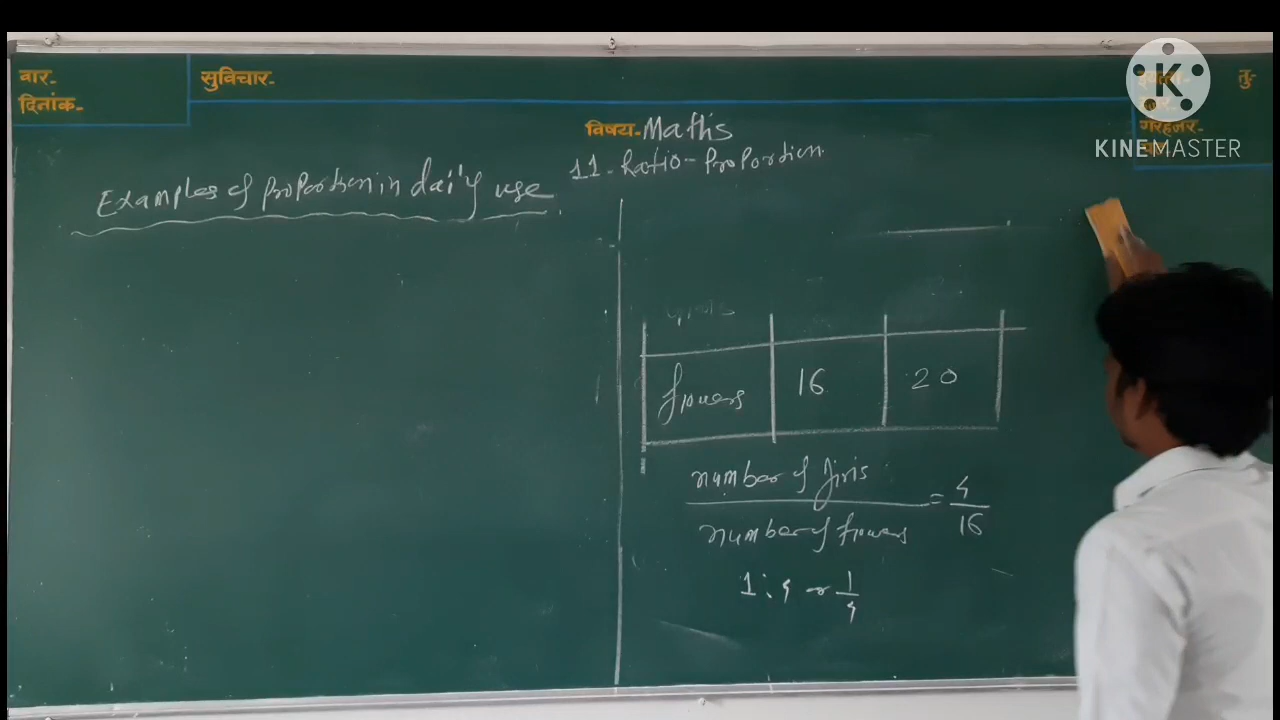 वार-
दिनांक-
सुविचार-
तु-
गैरहजर-
KINEMASTER
विषय- Maths
11. Ratio - Proportion
Examples of proportion in daily use
flowers 16 20
number of girls / number of flowers = 4/16
1:4 or 1/4